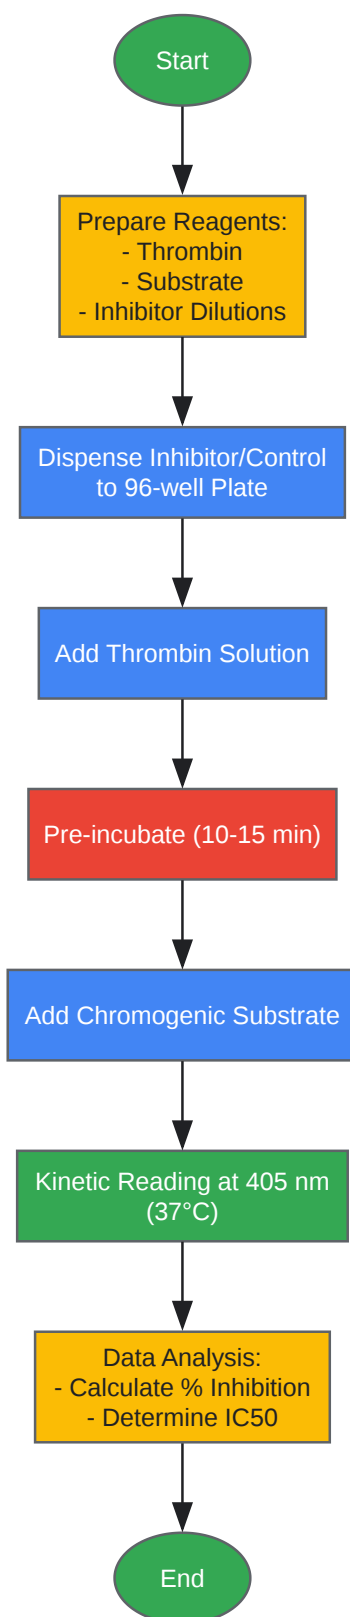 Start
Prepare Reagents:
- Thrombin
- Substrate
- Inhibitor Dilutions
Dispense Inhibitor/Control
to 96-well Plate
Add Thrombin Solution
Pre-incubate (10-15 min)
Add Chromogenic Substrate
Kinetic Reading at 405 nm
(37°C)
Data Analysis:
- Calculate % Inhibition
- Determine IC50
End